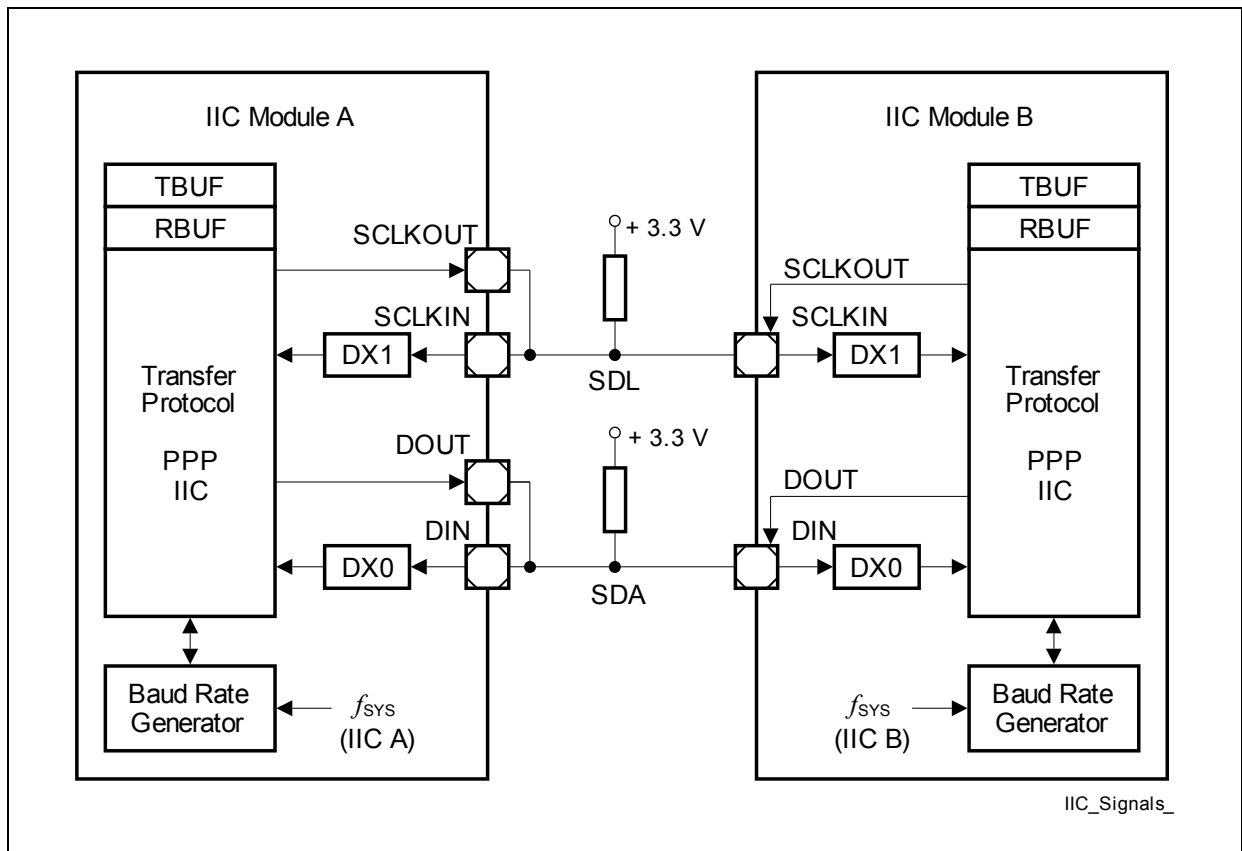 IIC Module A
TBUF
RBUF
Transfer
Protocol
PPP
IIC
SCLKOUT
SCLKIN
DX1
DOUT
DIN
DX0
Baud Rate
Generator
fSYS
(IIC A)
+ 3.3 V
SDL
+ 3.3 V
SDA
IIC Module B
TBUF
RBUF
SCLKOUT
SCLKIN
DX1
Transfer
Protocol
PPP
IIC
DOUT
DIN
DX0
fSYS
(IIC B)
Baud Rate
Generator
IIC_Signals_